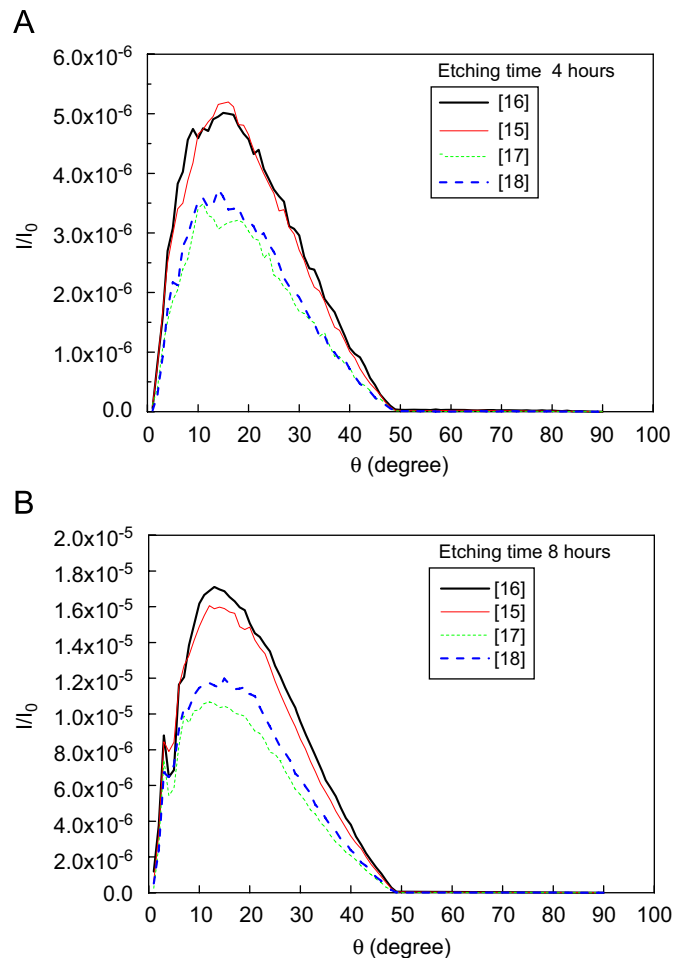 A
Etching time 4 hours
[16]
[15]
[17]
[18]
6.0x10⁻⁶
5.0x10⁻⁶
4.0x10⁻⁶
3.0x10⁻⁶
2.0x10⁻⁶
1.0x10⁻⁶
0.0
I/I₀
0 10 20 30 40 50 60 70 80 90 100
θ (degree)
B
Etching time 8 hours
[16]
[15]
[17]
[18]
2.0x10⁻⁵
1.8x10⁻⁵
1.6x10⁻⁵
1.4x10⁻⁵
1.2x10⁻⁵
1.0x10⁻⁵
8.0x10⁻⁶
6.0x10⁻⁶
4.0x10⁻⁶
2.0x10⁻⁶
0.0
I/I₀
0 10 20 30 40 50 60 70 80 90 100
θ (degree)